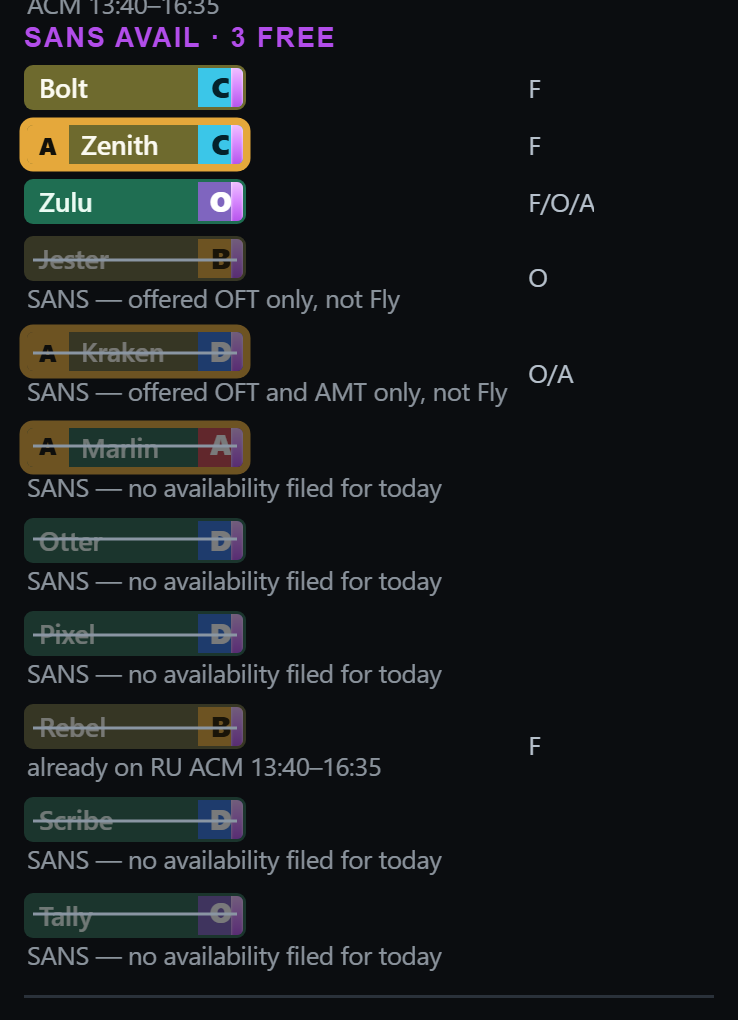 ACM 13:40–16:35
SANS AVAIL · 3 FREE
Bolt C F
A Zenith C F
Zulu O F/O/A
Jester B O
SANS — offered OFT only, not Fly
A Kraken D O/A
SANS — offered OFT and AMT only, not Fly
A Marlin A
SANS — no availability filed for today
Otter D
SANS — no availability filed for today
Pixel D
SANS — no availability filed for today
Rebel B F
already on RU ACM 13:40–16:35
Scribe D
SANS — no availability filed for today
Tally O
SANS — no availability filed for today